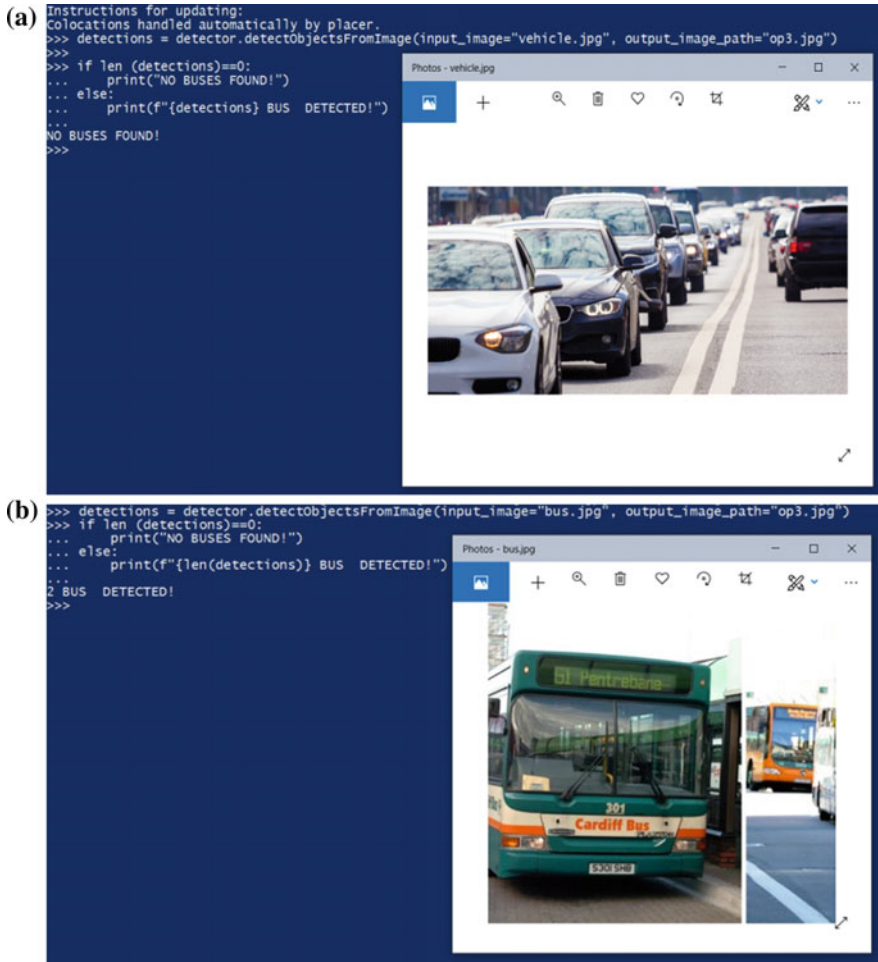 (a)
Instructions for updating:
Colocations handled automatically by placer.
>>> detections = detector.detectObjectsFromImage(input_image="vehicle.jpg", output_image_path="op3.jpg")
>>>
>>> if len (detections)==0:
...     print("NO BUSES FOUND!")
... else:
...     print(f"{detections} BUS  DETECTED!")
...
NO BUSES FOUND!
>>>
Photos - vehicle.jpg
(b)
>>> detections = detector.detectObjectsFromImage(input_image="bus.jpg", output_image_path="op3.jpg")
>>> if len (detections)==0:
...     print("NO BUSES FOUND!")
... else:
...     print(f"{len(detections)} BUS  DETECTED!")
...
2 BUS  DETECTED!
>>>
Photos - bus.jpg
61 Pentrebane
301
Cardiff Bus
S301 SHB